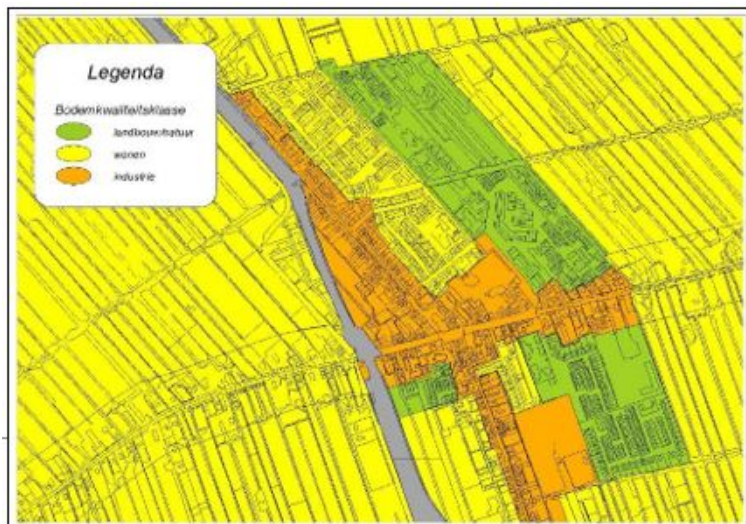 Legenda
Bodemkwaliteitsklasse
landbouw/natuur
wonen
industrie